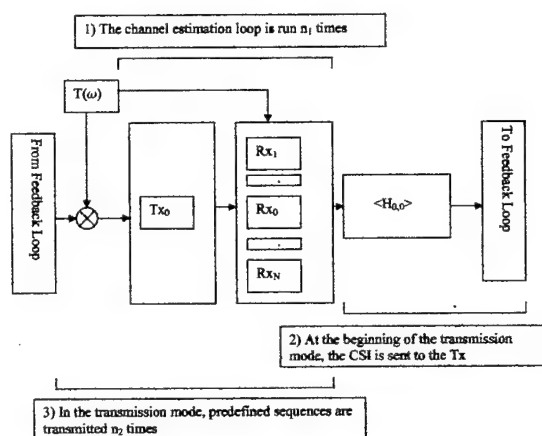 1) The channel estimation loop is run n₁ times
T(ω)
From Feedback Loop
Tx₀
Rx₁
Rx₀
Rx_N
<H₀,₀>
To Feedback Loop
2) At the beginning of the transmission
mode, the CSI is sent to the Tx
3) In the transmission mode, predefined sequences are
transmitted n₂ times